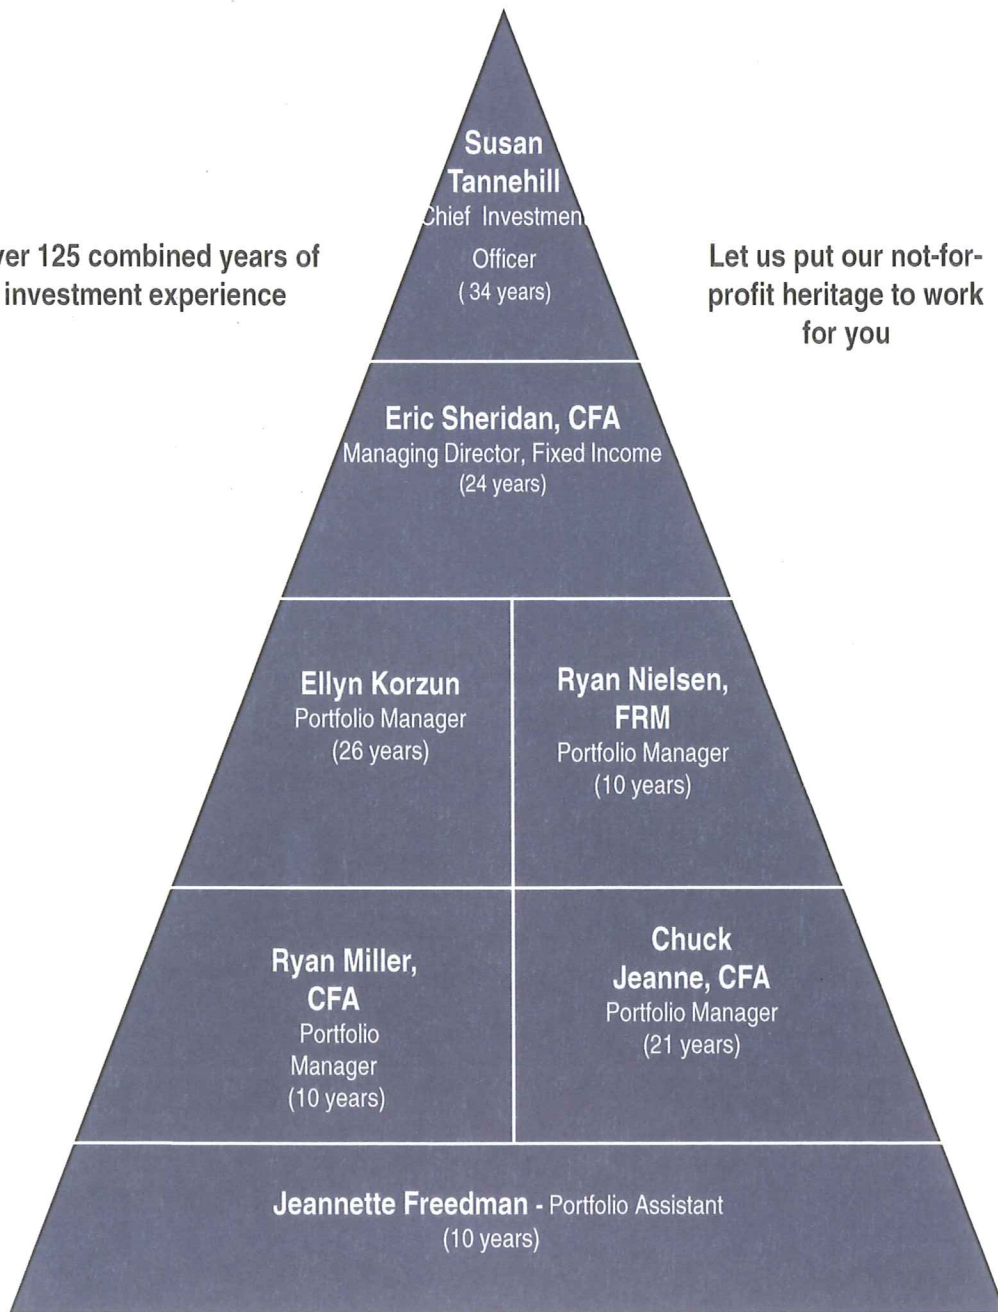 Susan
Tannehill
Chief Investmen
Officer
( 34 years)
ver 125 combined years of
investment experience
Let us put our not-for-
profit heritage to work
for you
Eric Sheridan, CFA
Managing Director, Fixed Income
(24 years)
Ellyn Korzun
Portfolio Manager
(26 years)
Ryan Nielsen,
FRM
Portfolio Manager
(10 years)
Ryan Miller,
CFA
Portfolio
Manager
(10 years)
Chuck
Jeanne, CFA
Portfolio Manager
(21 years)
Jeannette Freedman - Portfolio Assistant
(10 years)